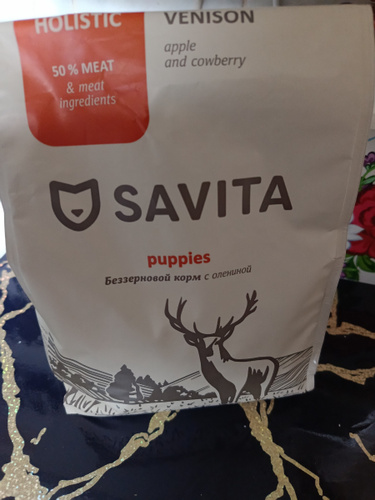 HOLISTIC
VENISON
apple
and cowberry
50% MEAT
& meat
ingredients
SAVITA
puppies
Беззерновой корм с олениной